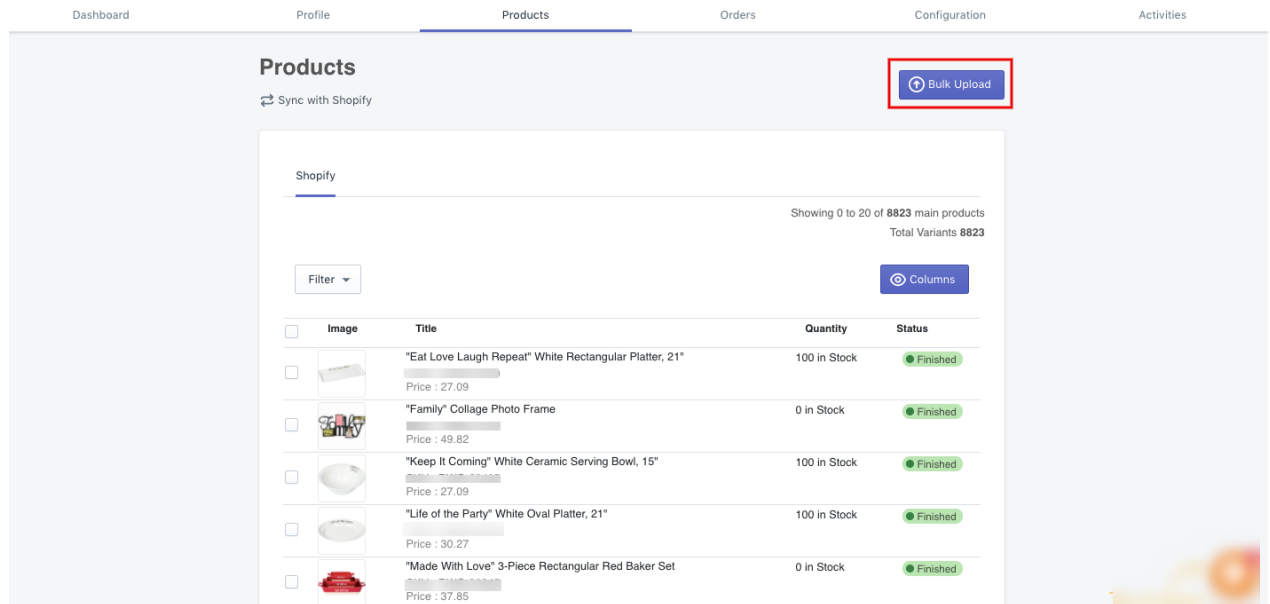 Dashboard Profile Products Orders Configuration Activities
Products
Bulk Upload
Sync with Shopify
Shopify
Showing 0 to 20 of 8823 main products
Total Variants 8823
Filter Columns
Image Title Quantity Status
"Eat Love Laugh Repeat" White Rectangular Platter, 21" 100 in Stock Finished
Price : 27.09
"Family" Collage Photo Frame 0 in Stock Finished
Price : 49.82
"Keep It Coming" White Ceramic Serving Bowl, 15" 100 in Stock Finished
Price : 27.09
"Life of the Party" White Oval Platter, 21" 100 in Stock Finished
Price : 30.27
"Made With Love" 3-Piece Rectangular Red Baker Set 0 in Stock Finished
Price : 37.85